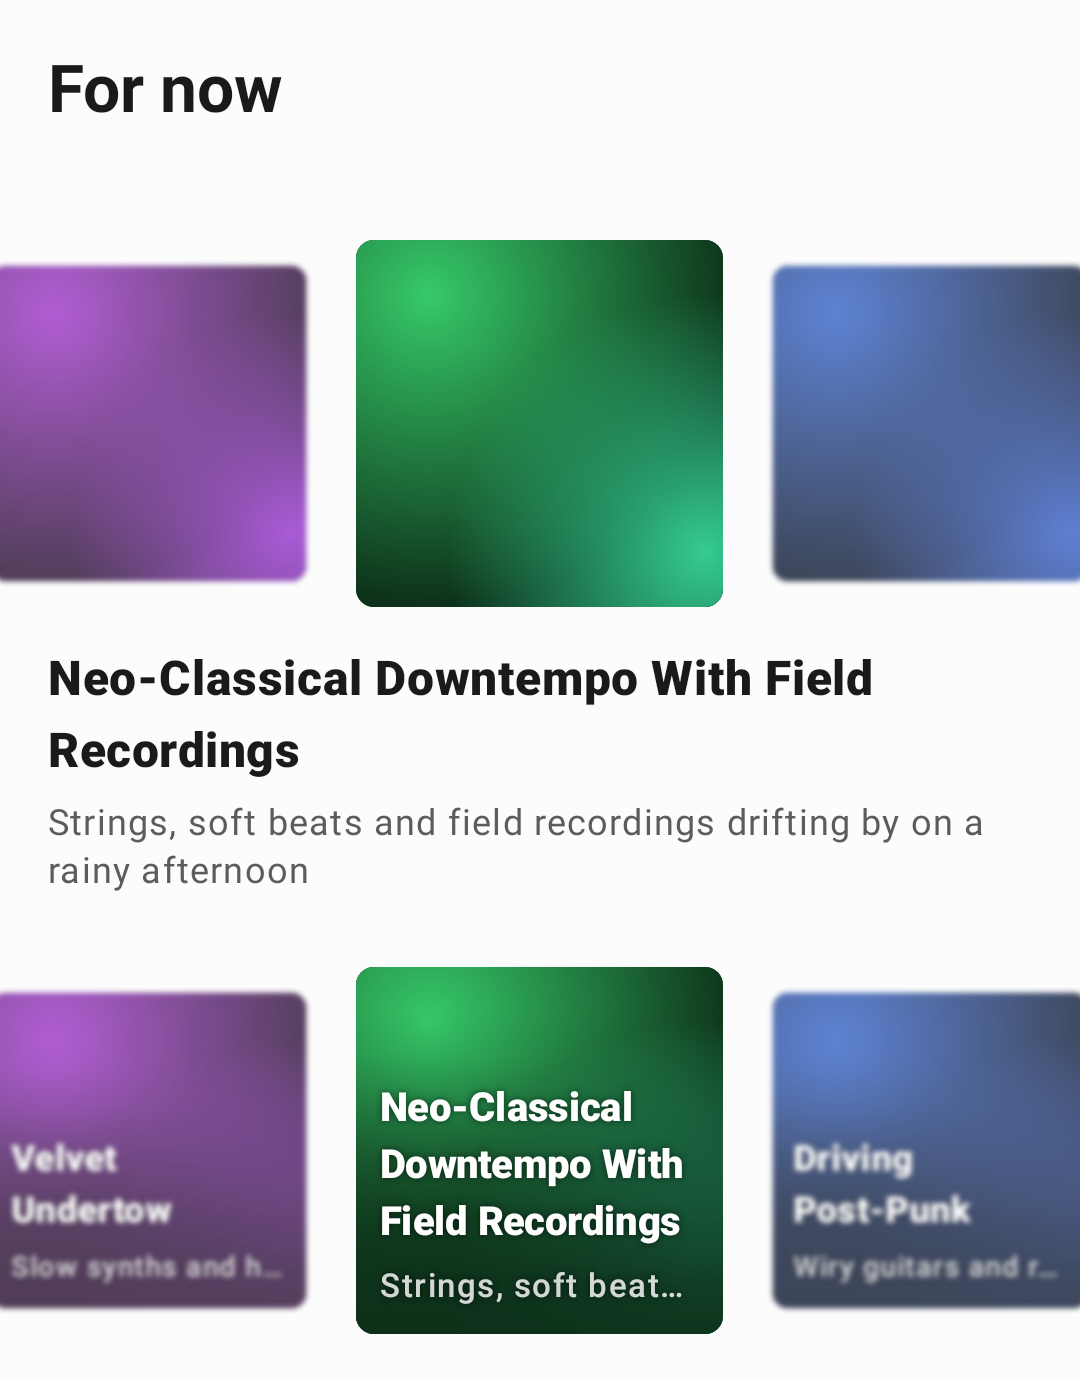 For now
Neo-Classical Downtempo With Field
Recordings
Strings, soft beats and field recordings drifting by on a
rainy afternoon
Velvet
Undertow
Slow synths and h…
Neo-Classical
Downtempo With
Field Recordings
Strings, soft beat…
Driving
Post-Punk
Wiry guitars and r…